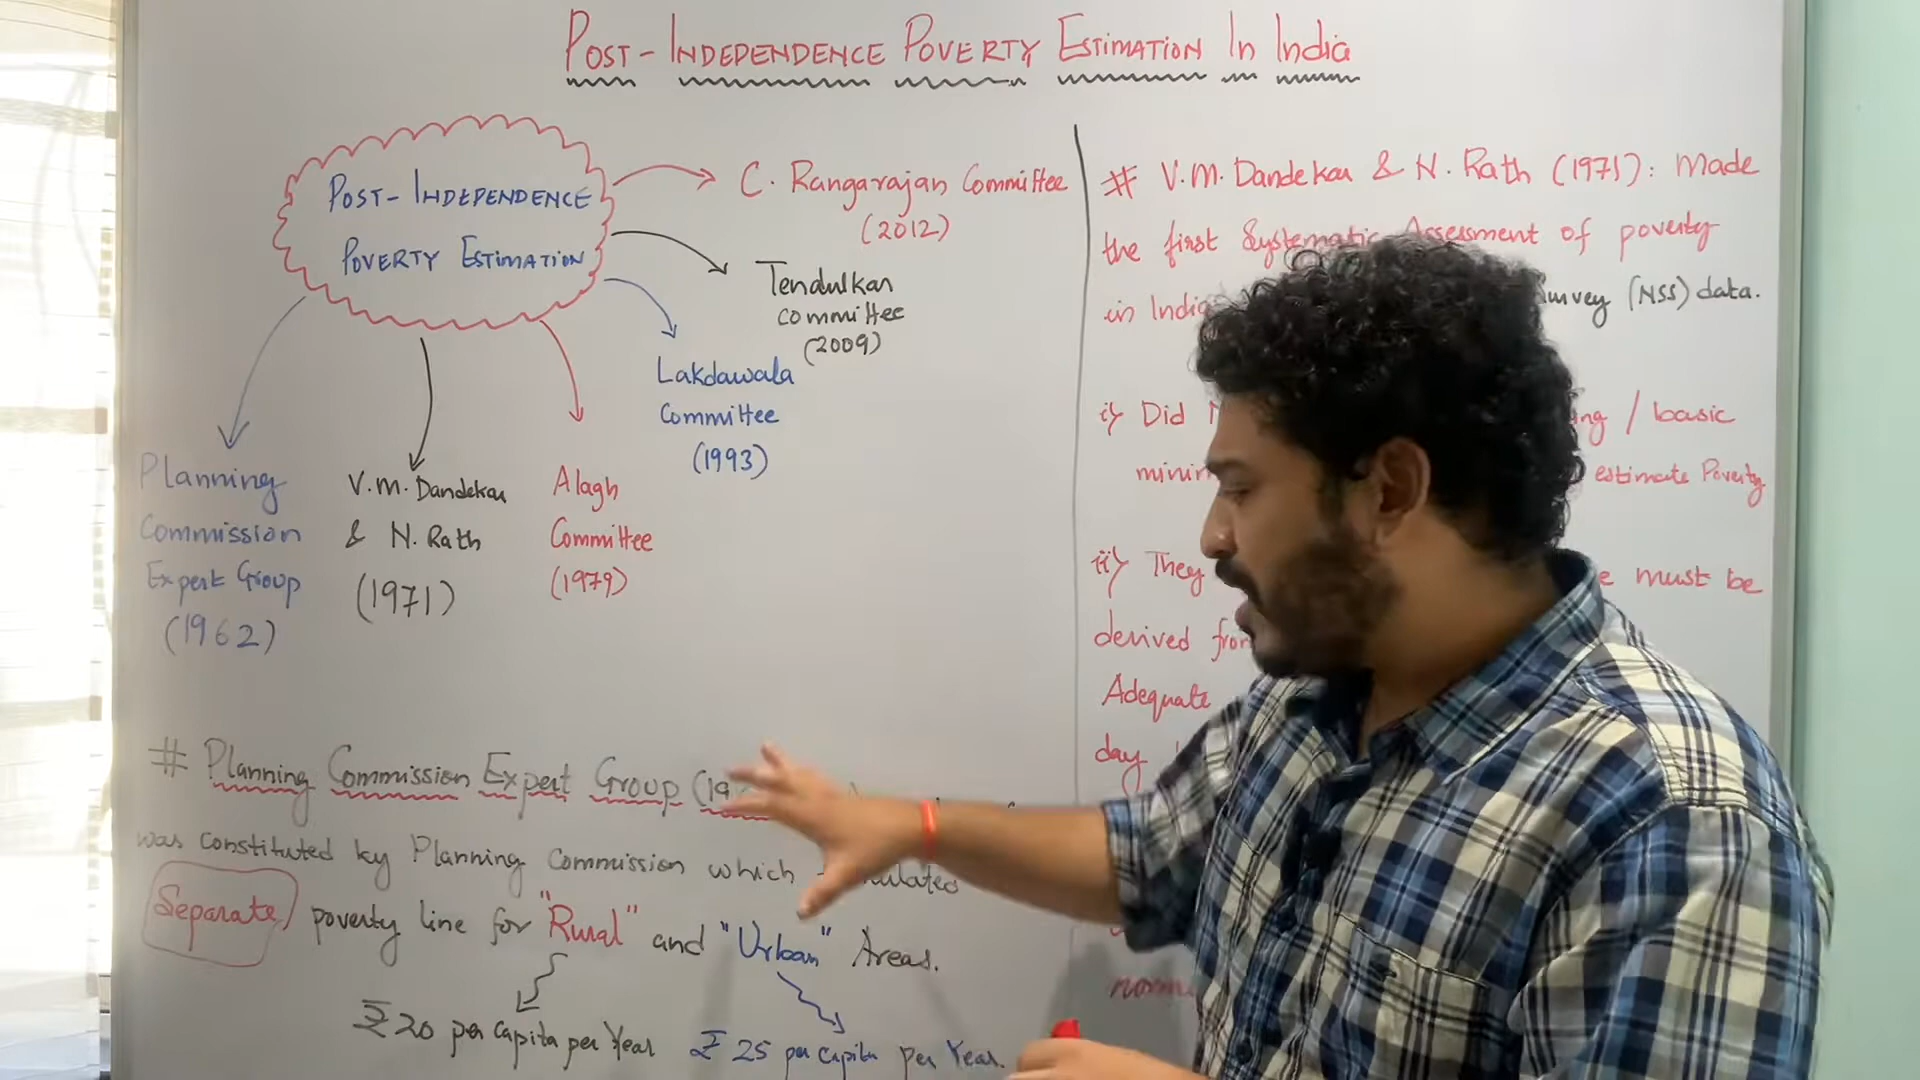 POST-INDEPENDENCE POVERTY ESTIMATION IN India
POST-INDEPENDENCE
POVERTY ESTIMATION
C. Rangarajan Committee
(2012)
Tendulkar
committee
(2009)
Lakdawala
Committee
(1993)
Alagh
Committee
(1979)
V.M. Dandekar
& N. Rath
(1971)
Planning
Commission
Expert Group
(1962)
# Planning Commission Expert Group (19
was constituted by Planning Commission which
Separate poverty line for "Rural" and "Urban" Areas.
₹20 per capita per Year
₹25 per capita per Year.
# V.M. Dandekar & N. Rath (1971): Made
the first Systematic Assessment of poverty
in India Survey (NSS) data.
i) Did / basic
estimate Poverty
ii) They must be
derived from
Adequate
day